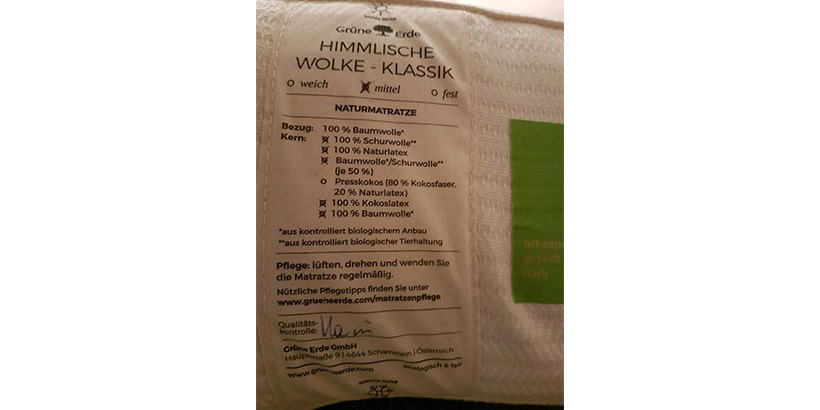 Grüne Erde
HIMMLISCHE
WOLKE - KLASSIK
weich mittel fest
NATURMATRATZE
Bezug: 100 % Baumwolle*
Kern: 100 % Schurwolle**
100 % Naturlatex
Baumwolle*/Schurwolle**
(je 50 %)
Presskokos (80 % Kokosfaser,
20 % Naturlatex)
100 % Kokoslatex
100 % Baumwolle*
*aus kontrolliert biologischem Anbau
**aus kontrolliert biologischer Tierhaltung
Pflege: lüften, drehen und wenden Sie
die Matratze regelmäßig.
Nützliche Pflegetipps finden Sie unter
www.grueneerde.com/matratzenpflege
Qualitäts-
kontrolle:
Grüne Erde GmbH
Hauptstraße 9 | 4644 Scharnstein | Österreich
www.grueneerde.com ökologisch & fair
geprüft
nach